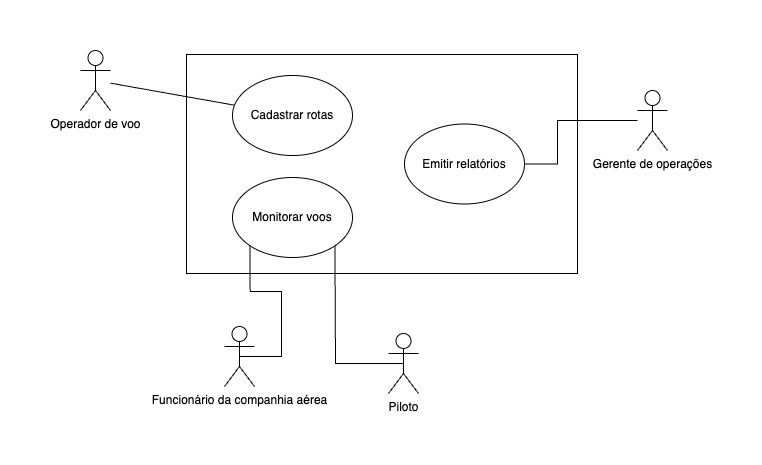 Operador de voo
Cadastrar rotas
Emitir relatórios
Gerente de operações
Monitorar voos
Funcionário da companhia aérea
Piloto